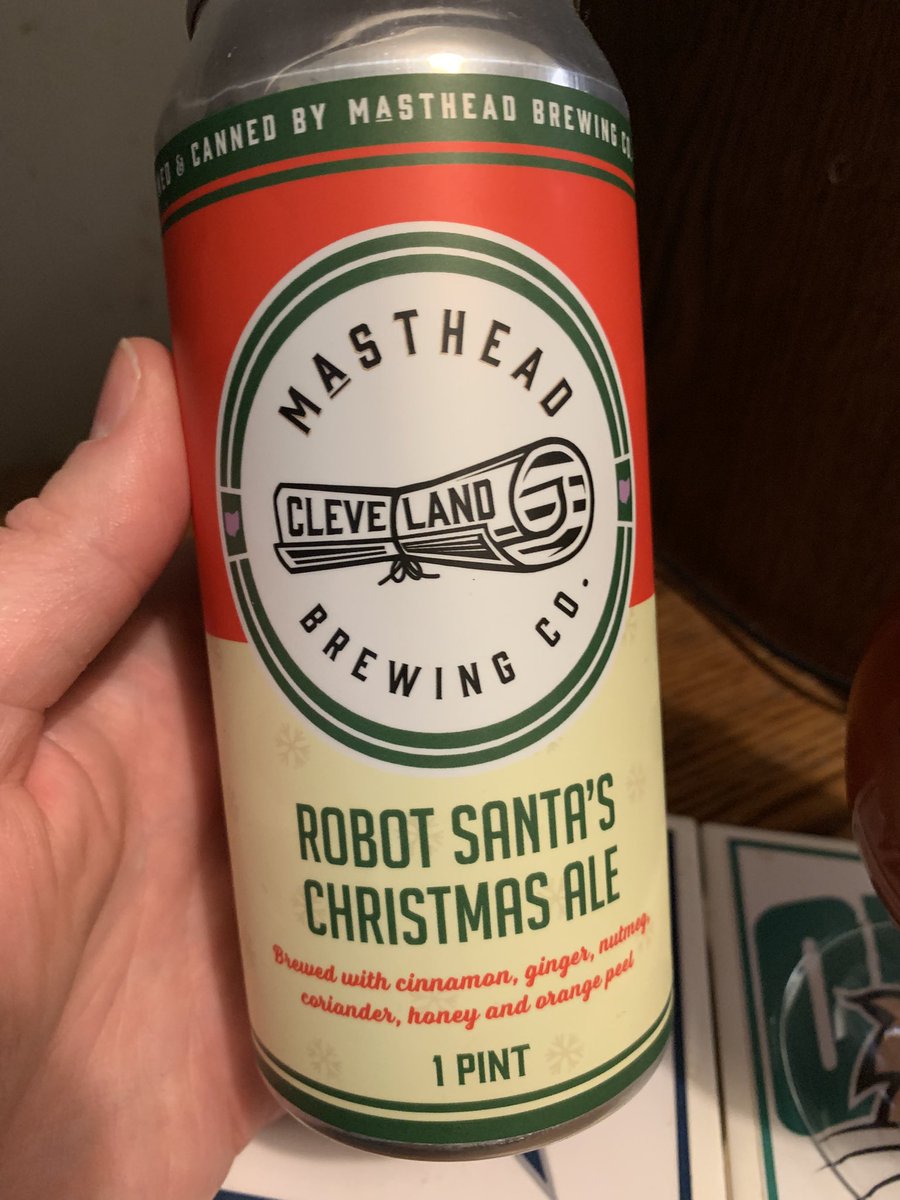 & CANNED BY MASTHEAD BREWING CO.
MASTHEAD
CLEVELAND
BREWING CO.
ROBOT SANTA'S
CHRISTMAS ALE
Brewed with cinnamon, ginger, nutmeg,
coriander, honey and orange peel
1 PINT